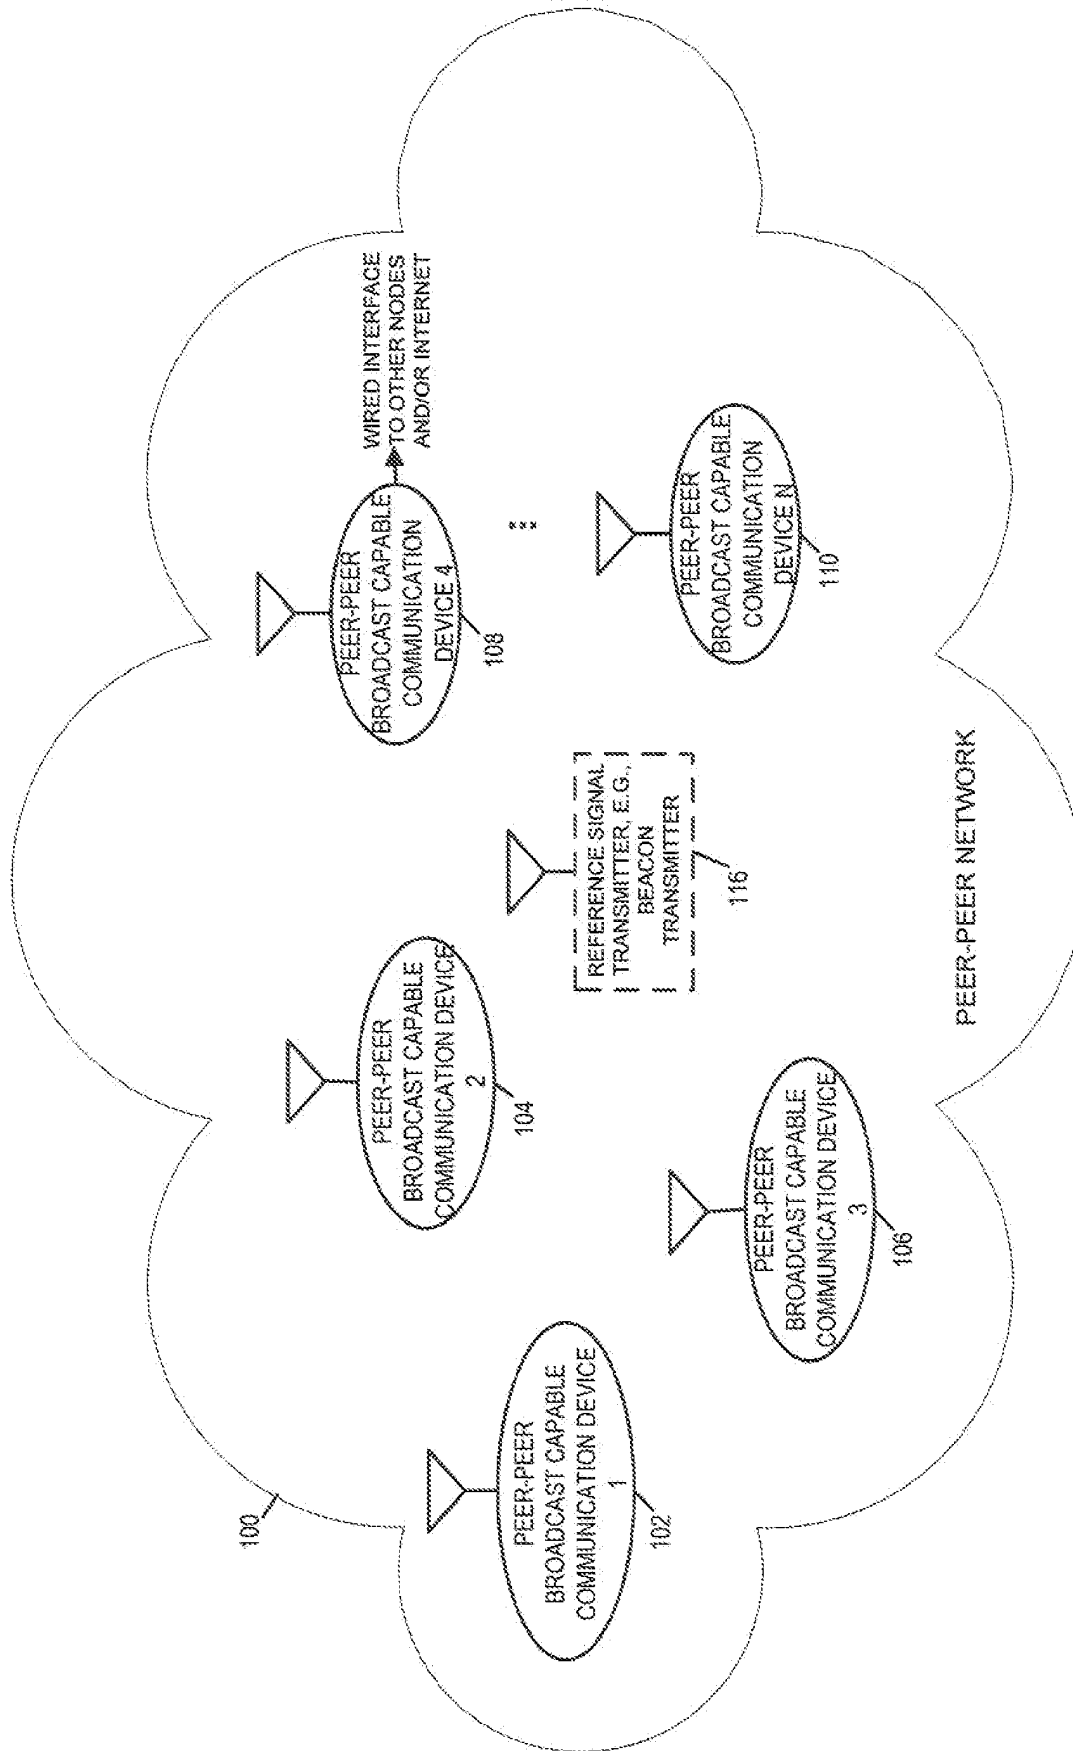 100
PEER-PEER
BROADCAST CAPABLE
COMMUNICATION DEVICE
1
102
PEER-PEER
BROADCAST CAPABLE
COMMUNICATION DEVICE
2
104
PEER-PEER
BROADCAST CAPABLE
COMMUNICATION DEVICE
3
106
REFERENCE SIGNAL
TRANSMITTER, E.G.,
BEACON
TRANSMITTER
116
PEER-PEER
BROADCAST CAPABLE
COMMUNICATION
DEVICE 4
108
WIRED INTERFACE
TO OTHER NODES
AND/OR INTERNET
PEER-PEER
BROADCAST CAPABLE
COMMUNICATION
DEVICE N
110
PEER-PEER NETWORK